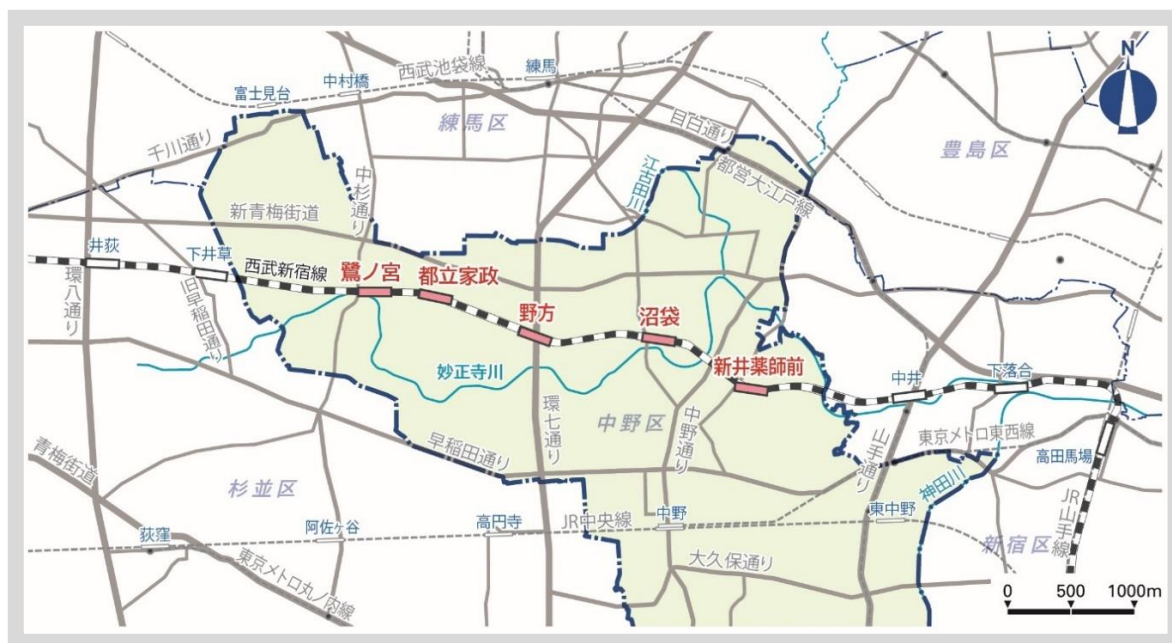 N
西武池袋線
練馬
中村橋
富士見台
練馬区
目白通り
豊島区
千川通り
中杉通り
江古田川
都営大江戸線
新青梅街道
井荻
下井草
西武新宿線
鷺ノ宮
都立家政
野方
沼袋
新井薬師前
中井
下落合
環八通り
旧早稲田通り
妙正寺川
環七通り
中野区
中野通り
山手通り
東京メトロ東西線
高田馬場
早稲田通り
神田川
青梅街道
杉並区
荻窪
阿佐ヶ谷
高円寺
JR中央線
中野
東中野
JR山手線
新宿区
東京メトロ丸ノ内線
大久保通り
0 500 1000m